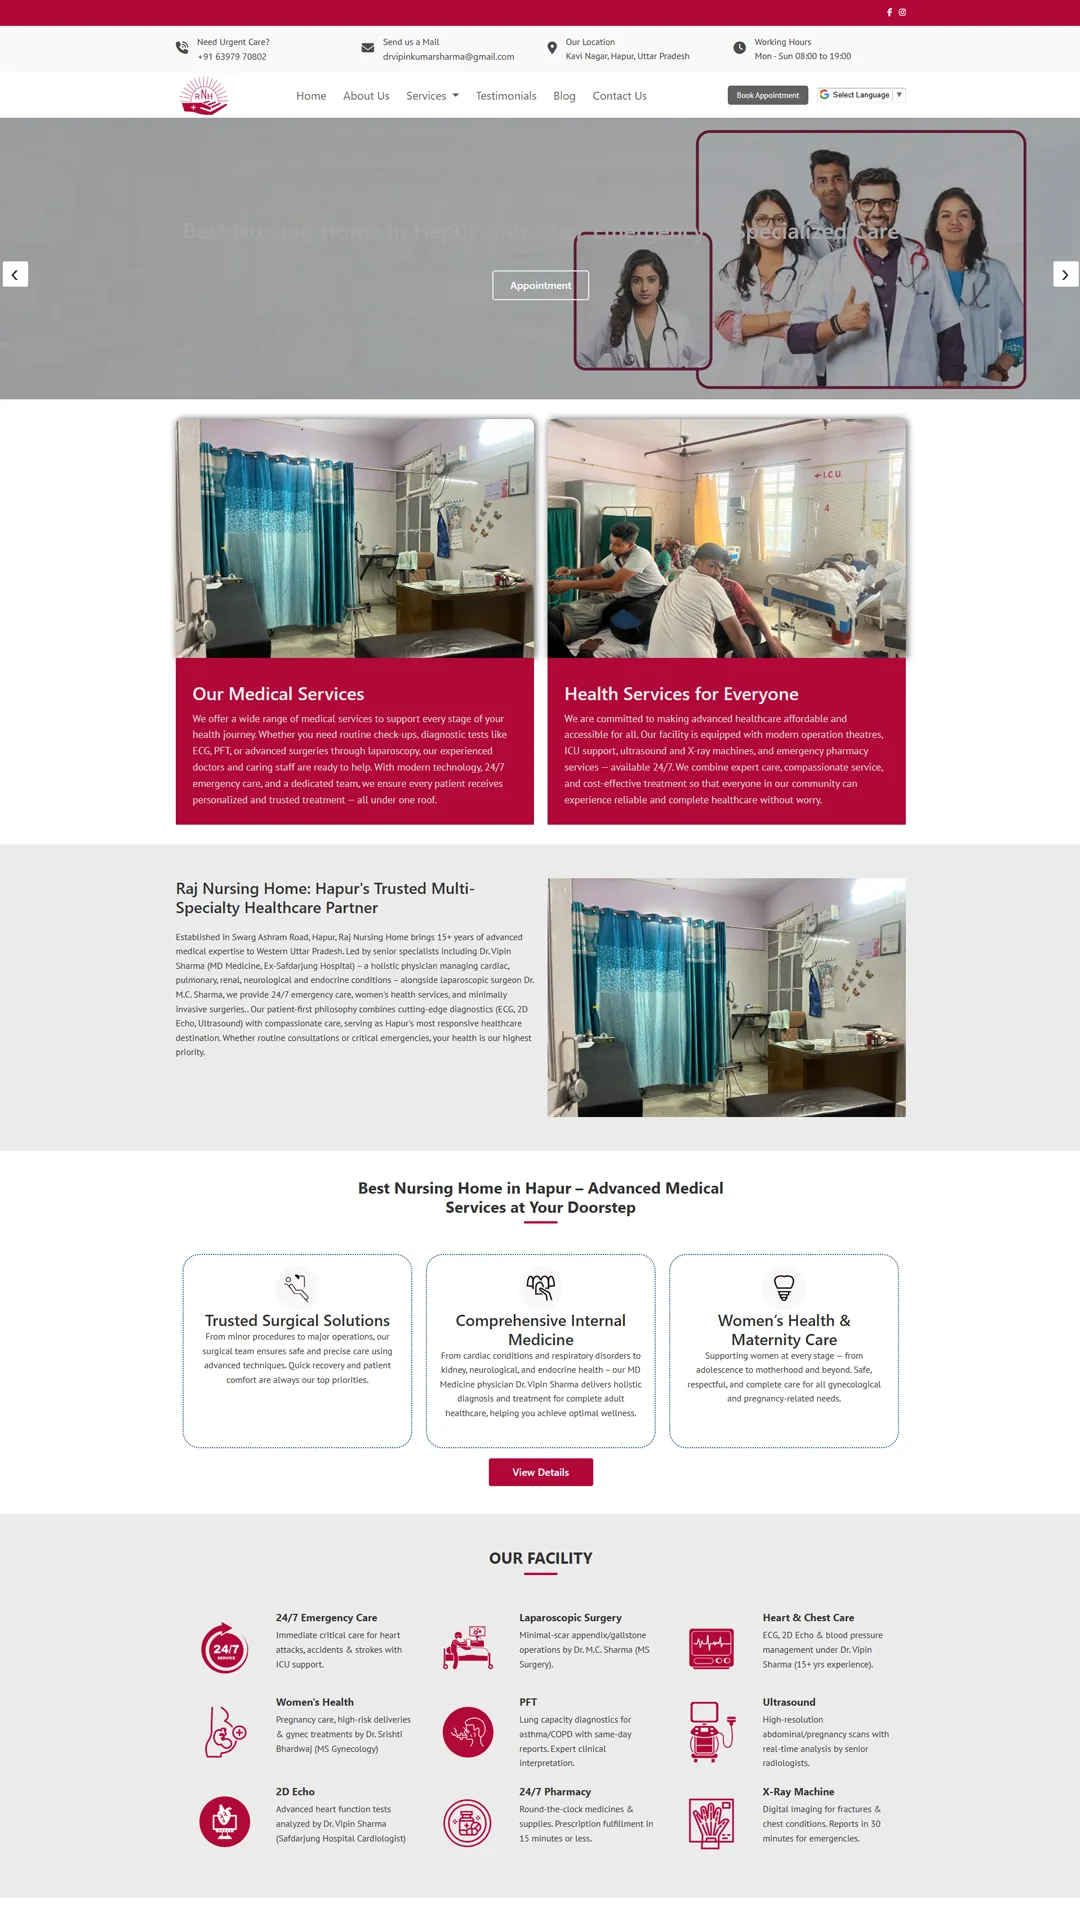 Need Urgent Care?
+91 63979 70802
Send us a Mail
drvipinkumarsharma@gmail.com
Our Location
Kavi Nagar, Hapur, Uttar Pradesh
Working Hours
Mon - Sun 08:00 to 19:00
RNH
Home
About Us
Services
Testimonials
Blog
Contact Us
Book Appointment
Select Language
Best Nursing Home in Hapur with 24x7 Emergency & Specialized Care
Appointment
I.C.U.
4
Our Medical Services
We offer a wide range of medical services to support every stage of your
health journey. Whether you need routine check-ups, diagnostic tests like
ECG, PFT, or advanced surgeries through laparoscopy, our experienced
doctors and caring staff are ready to help. With modern technology, 24/7
emergency care, and a dedicated team, we ensure every patient receives
personalized and trusted treatment — all under one roof.
Health Services for Everyone
We are committed to making advanced healthcare affordable and
accessible for all. Our facility is equipped with modern operation theatres,
ICU support, ultrasound and X-ray machines, and emergency pharmacy
services — available 24/7. We combine expert care, compassionate service,
and cost-effective treatment so that everyone in our community can
experience reliable and complete healthcare without worry.
Raj Nursing Home: Hapur's Trusted Multi-
Specialty Healthcare Partner
Established in Swarg Ashram Road, Hapur, Raj Nursing Home brings 15+ years of advanced
medical expertise to Western Uttar Pradesh. Led by senior specialists including Dr. Vipin
Sharma (MD Medicine, Ex-Safdarjung Hospital) – a holistic physician managing cardiac,
pulmonary, renal, neurological and endocrine conditions – alongside laparoscopic surgeon Dr.
M.C. Sharma, we provide 24/7 emergency care, women's health services, and minimally
invasive surgeries.. Our patient-first philosophy combines cutting-edge diagnostics (ECG, 2D
Echo, Ultrasound) with compassionate care, serving as Hapur's most responsive healthcare
destination. Whether routine consultations or critical emergencies, your health is our highest
priority.
Best Nursing Home in Hapur – Advanced Medical
Services at Your Doorstep
Trusted Surgical Solutions
From minor procedures to major operations, our
surgical team ensures safe and precise care using
advanced techniques. Quick recovery and patient
comfort are always our top priorities.
Comprehensive Internal
Medicine
From cardiac conditions and respiratory disorders to
kidney, neurological, and endocrine health – our MD
Medicine physician Dr. Vipin Sharma delivers holistic
diagnosis and treatment for complete adult
healthcare, helping you achieve optimal wellness.
Women's Health &
Maternity Care
Supporting women at every stage — from
adolescence to motherhood and beyond. Safe,
respectful, and complete care for all gynecological
and pregnancy-related needs.
View Details
OUR FACILITY
24/7
SERVICE
24/7 Emergency Care
Immediate critical care for heart
attacks, accidents & strokes with
ICU support.
Laparoscopic Surgery
Minimal-scar appendix/gallstone
operations by Dr. M.C. Sharma (MS
Surgery).
Heart & Chest Care
ECG, 2D Echo & blood pressure
management under Dr. Vipin
Sharma (15+ yrs experience).
Women's Health
Pregnancy care, high-risk deliveries
& gynec treatments by Dr. Srishti
Bhardwaj (MS Gynecology)
PFT
Lung capacity diagnostics for
asthma/COPD with same-day
reports. Expert clinical
interpretation.
Ultrasound
High-resolution
abdominal/pregnancy scans with
real-time analysis by senior
radiologists.
2D Echo
Advanced heart function tests
analyzed by Dr. Vipin Sharma
(Safdarjung Hospital Cardiologist)
24/7 Pharmacy
Round-the-clock medicines &
supplies. Prescription fulfillment in
15 minutes or less.
X-Ray Machine
Digital imaging for fractures &
chest conditions. Reports in 30
minutes for emergencies.